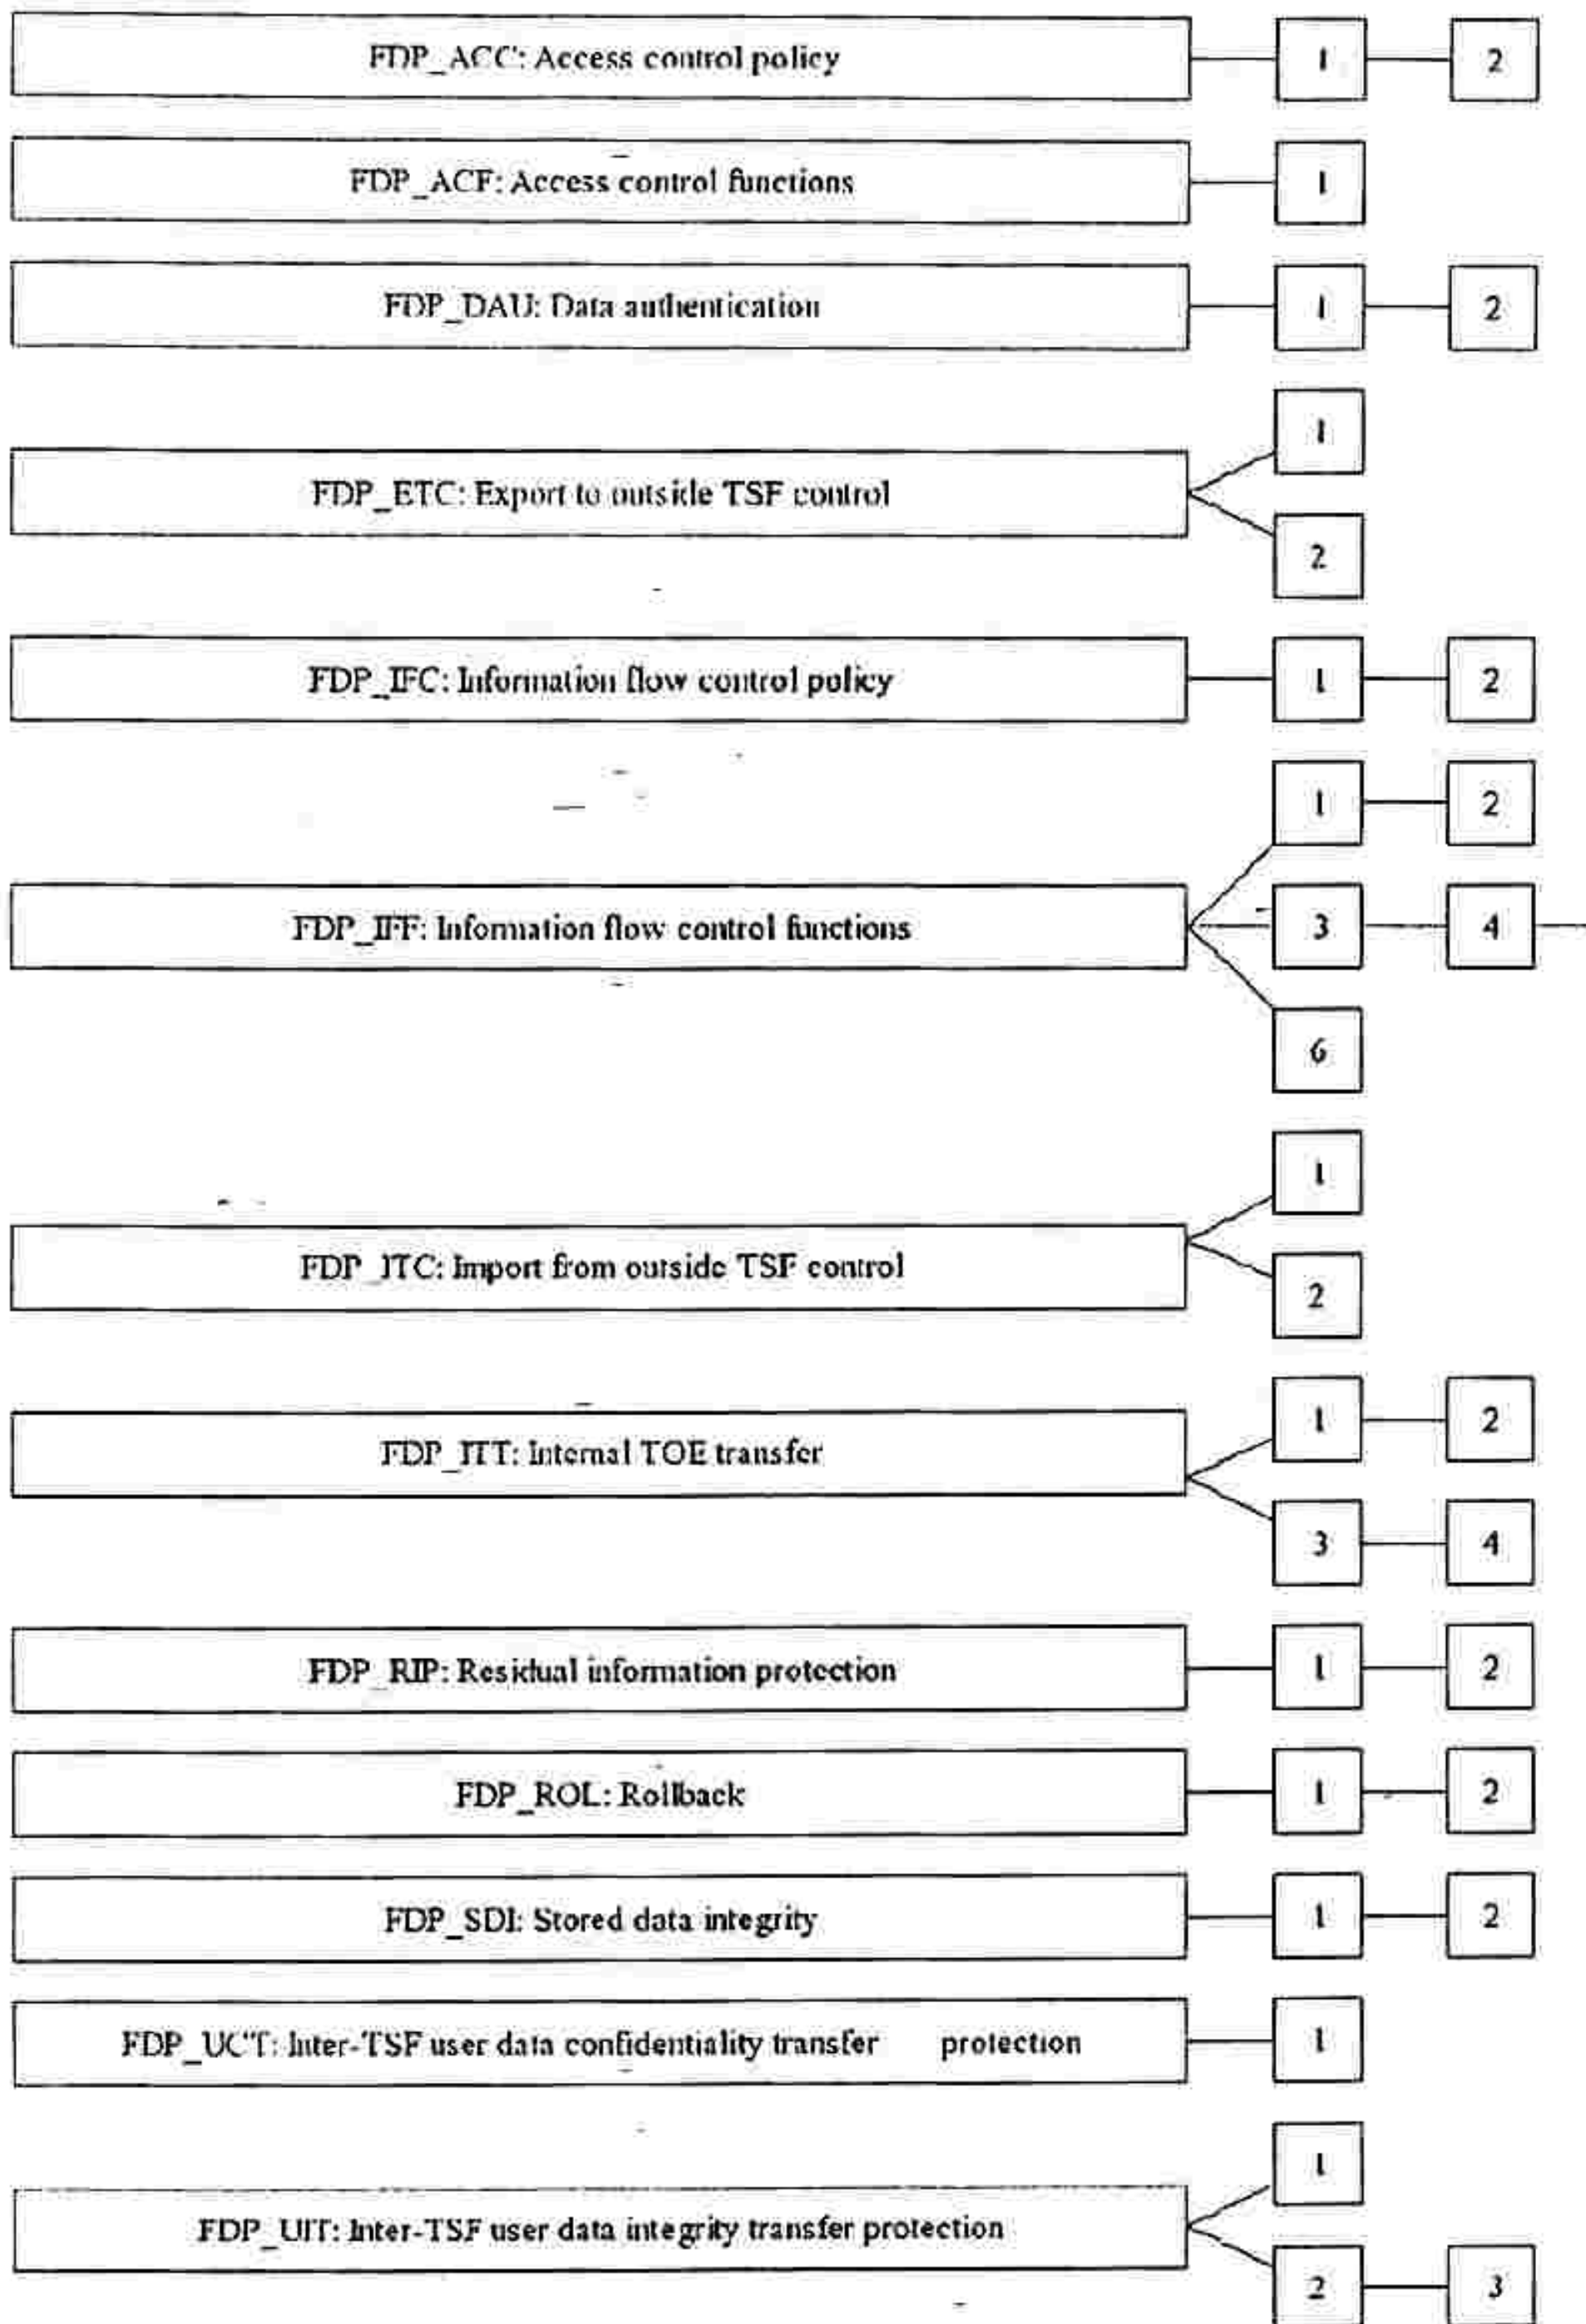 FDP_ACC: Access control policy 1 2
FDP_ACF: Access control functions 1
FDP_DAU: Data authentication 1 2
1
FDP_ETC: Export to outside TSF control
2
FDP_IFC: Information flow control policy 1 2
1 2
FDP_IFF: Information flow control functions 3 4
6
1
FDP_ITC: Import from outside TSF control
2
1 2
FDP_ITT: Internal TOE transfer
3 4
FDP_RIP: Residual information protection 1 2
FDP_ROL: Rollback 1 2
FDP_SDI: Stored data integrity 1 2
FDP_UCT: Inter-TSF user data confidentiality transfer protection 1
1
FDP_UIT: Inter-TSF user data integrity transfer protection
2 3